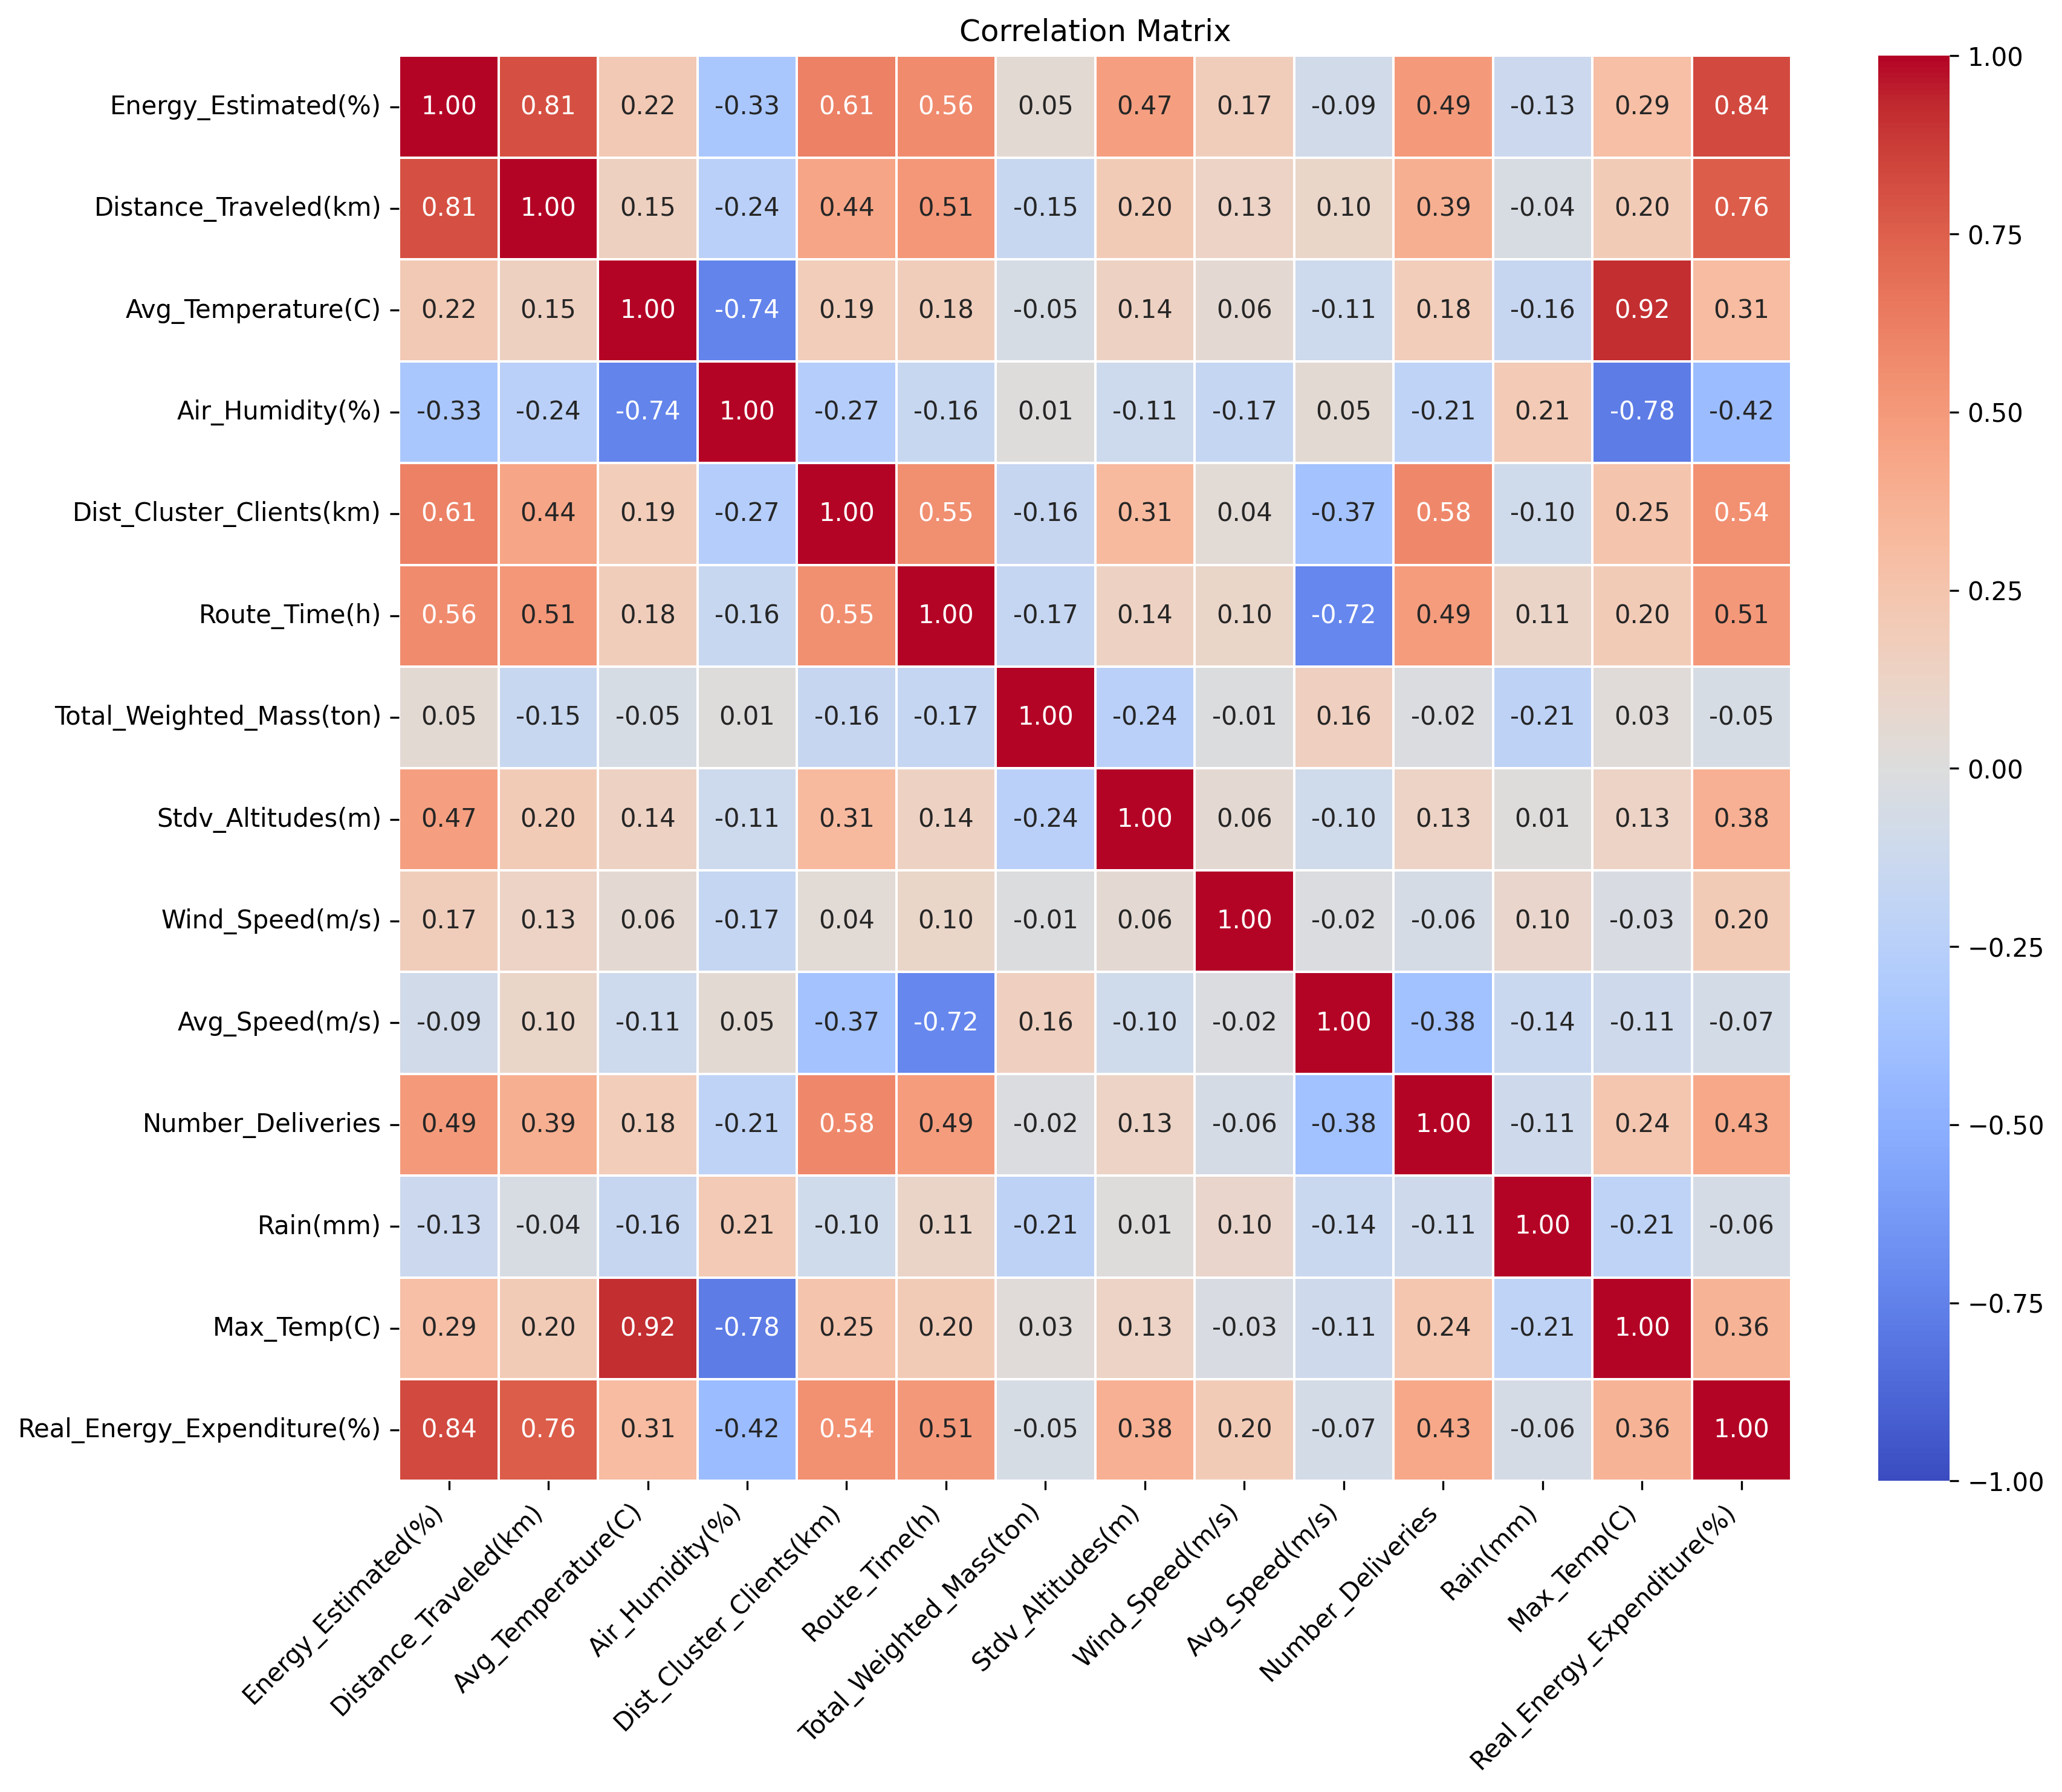 Correlation Matrix
Energy_Estimated(%) 1.00 0.81 0.22 -0.33 0.61 0.56 0.05 0.47 0.17 -0.09 0.49 -0.13 0.29 0.84
Distance_Traveled(km) 0.81 1.00 0.15 -0.24 0.44 0.51 -0.15 0.20 0.13 0.10 0.39 -0.04 0.20 0.76
Avg_Temperature(C) 0.22 0.15 1.00 -0.74 0.19 0.18 -0.05 0.14 0.06 -0.11 0.18 -0.16 0.92 0.31
Air_Humidity(%) -0.33 -0.24 -0.74 1.00 -0.27 -0.16 0.01 -0.11 -0.17 0.05 -0.21 0.21 -0.78 -0.42
Dist_Cluster_Clients(km) 0.61 0.44 0.19 -0.27 1.00 0.55 -0.16 0.31 0.04 -0.37 0.58 -0.10 0.25 0.54
Route_Time(h) 0.56 0.51 0.18 -0.16 0.55 1.00 -0.17 0.14 0.10 -0.72 0.49 0.11 0.20 0.51
Total_Weighted_Mass(ton) 0.05 -0.15 -0.05 0.01 -0.16 -0.17 1.00 -0.24 -0.01 0.16 -0.02 -0.21 0.03 -0.05
Stdv_Altitudes(m) 0.47 0.20 0.14 -0.11 0.31 0.14 -0.24 1.00 0.06 -0.10 0.13 0.01 0.13 0.38
Wind_Speed(m/s) 0.17 0.13 0.06 -0.17 0.04 0.10 -0.01 0.06 1.00 -0.02 -0.06 0.10 -0.03 0.20
Avg_Speed(m/s) -0.09 0.10 -0.11 0.05 -0.37 -0.72 0.16 -0.10 -0.02 1.00 -0.38 -0.14 -0.11 -0.07
Number_Deliveries 0.49 0.39 0.18 -0.21 0.58 0.49 -0.02 0.13 -0.06 -0.38 1.00 -0.11 0.24 0.43
Rain(mm) -0.13 -0.04 -0.16 0.21 -0.10 0.11 -0.21 0.01 0.10 -0.14 -0.11 1.00 -0.21 -0.06
Max_Temp(C) 0.29 0.20 0.92 -0.78 0.25 0.20 0.03 0.13 -0.03 -0.11 0.24 -0.21 1.00 0.36
Real_Energy_Expenditure(%) 0.84 0.76 0.31 -0.42 0.54 0.51 -0.05 0.38 0.20 -0.07 0.43 -0.06 0.36 1.00
Energy_Estimated(%)
Distance_Traveled(km)
Avg_Temperature(C)
Air_Humidity(%)
Dist_Cluster_Clients(km)
Route_Time(h)
Total_Weighted_Mass(ton)
Stdv_Altitudes(m)
Wind_Speed(m/s)
Avg_Speed(m/s)
Number_Deliveries
Rain(mm)
Max_Temp(C)
Real_Energy_Expenditure(%)
1.00
0.75
0.50
0.25
0.00
−0.25
−0.50
−0.75
−1.00